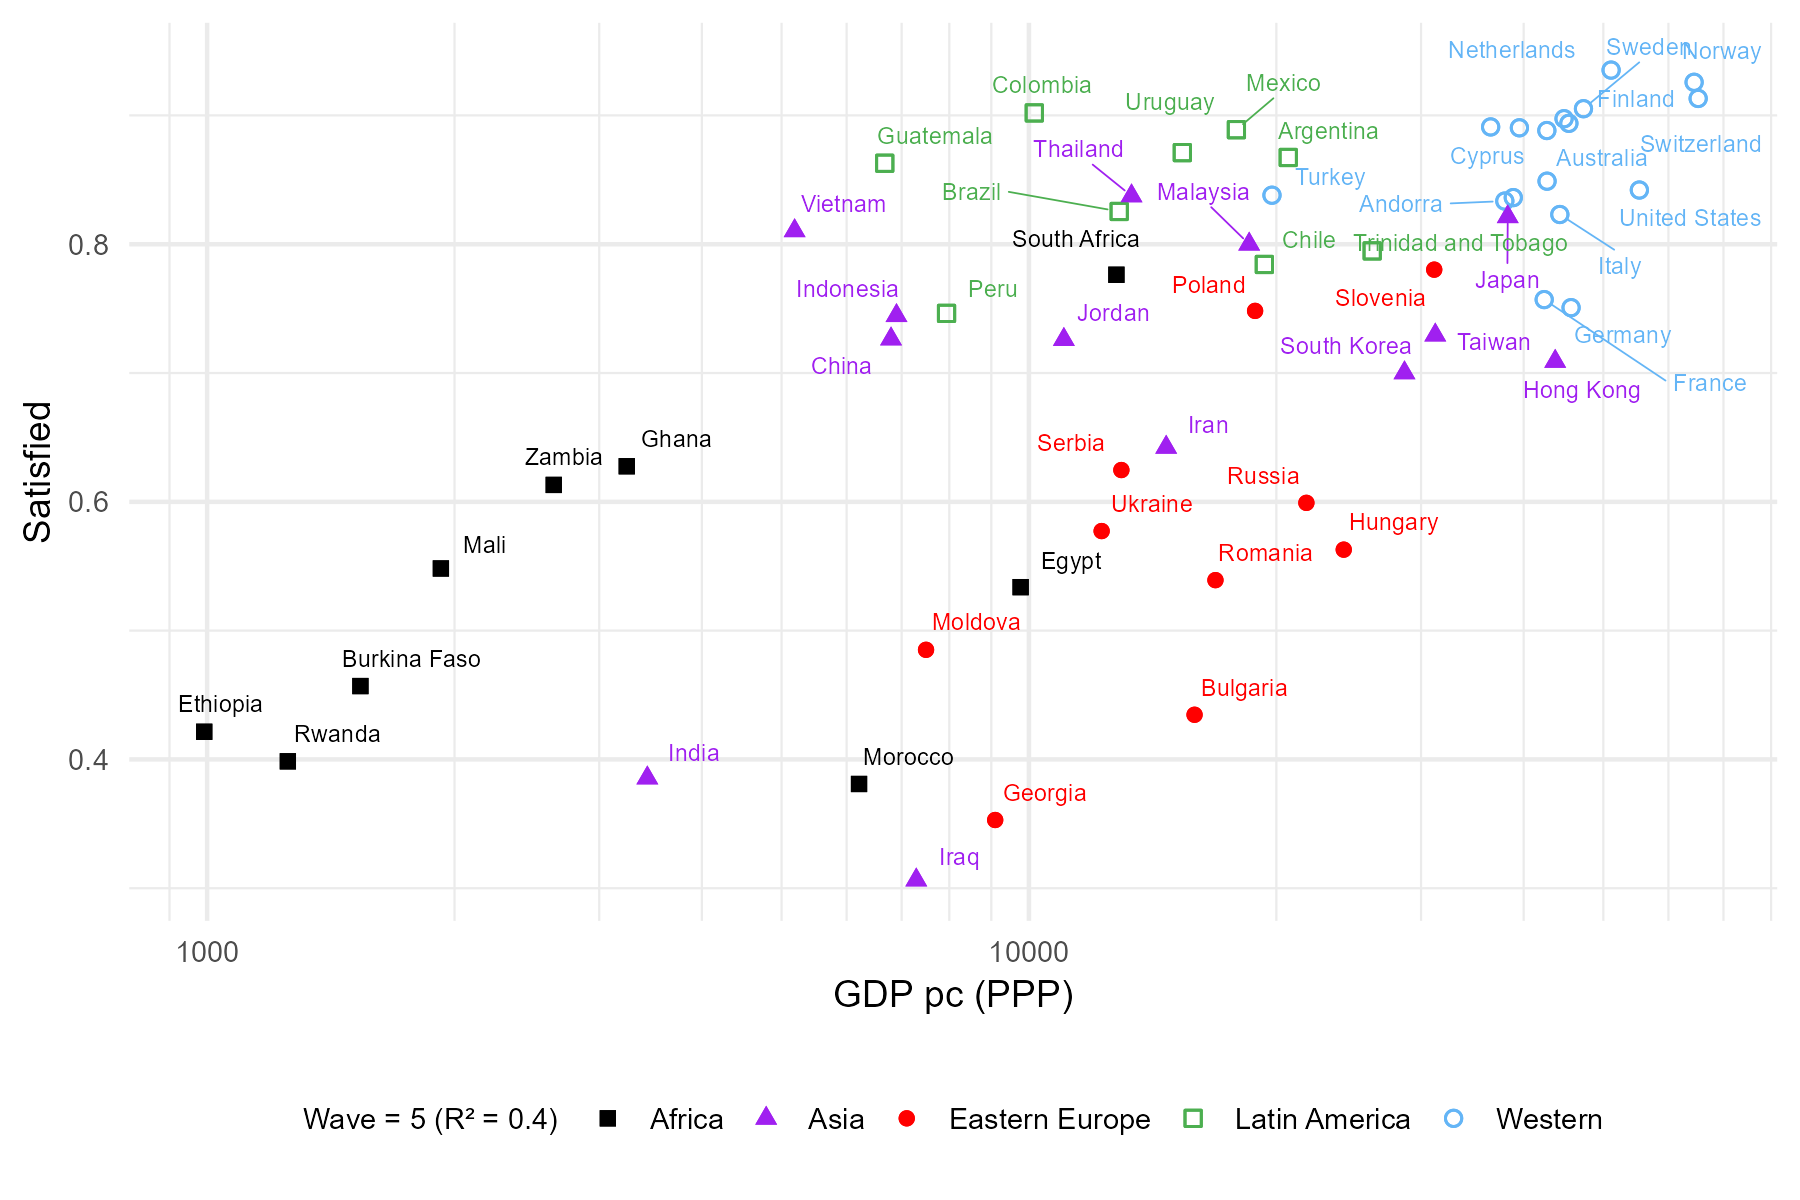 Netherlands
Sweden
Norway
Colombia
Mexico
Uruguay
Finland
Guatemala
Argentina
Thailand
Cyprus
Australia
Switzerland
Brazil
Malaysia
Turkey
Vietnam
Andorra
United States
South Africa
Chile
Trinidad and Tobago
0.8
Italy
Indonesia
Peru
Poland
Slovenia
Japan
Jordan
China
South Korea
Taiwan
Germany
France
Hong Kong
Ghana
Zambia
Iran
Serbia
Russia
Satisfied
0.6
Ukraine
Hungary
Mali
Egypt
Romania
Moldova
Burkina Faso
Bulgaria
Ethiopia
Rwanda
0.4
India
Morocco
Georgia
Iraq
1000
10000
GDP pc (PPP)
Wave = 5 (R² = 0.4)
Africa
Asia
Eastern Europe
Latin America
Western